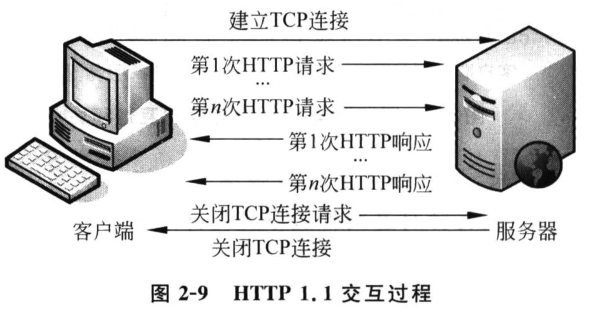 建立TCP连接
第1次HTTP请求
...
第n次HTTP请求
第1次HTTP响应
...
第n次HTTP响应
关闭TCP连接请求
客户端
服务器
关闭TCP连接
图 2-9 HTTP 1.1 交互过程